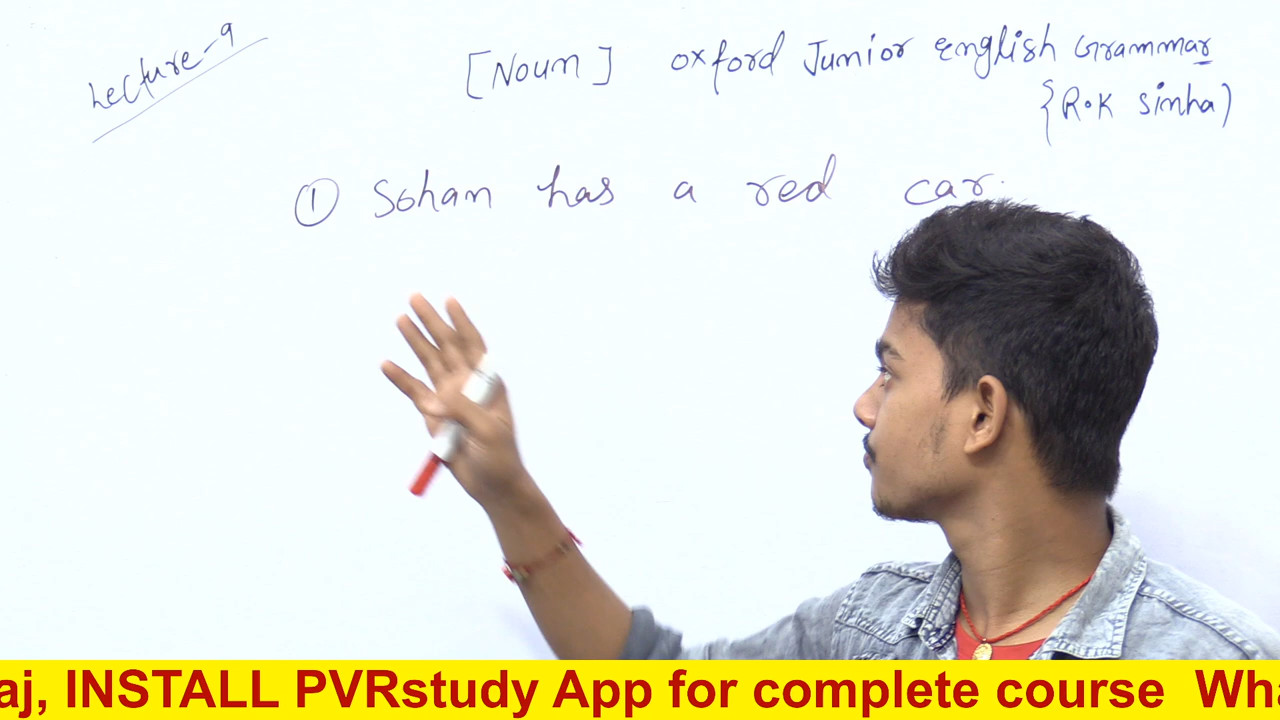 Lecture-9
[Noun] Oxford Junior English Grammar
{R.K Sinha)
① Sohan has a red car.
aj, INSTALL PVRstudy App for complete course Wha